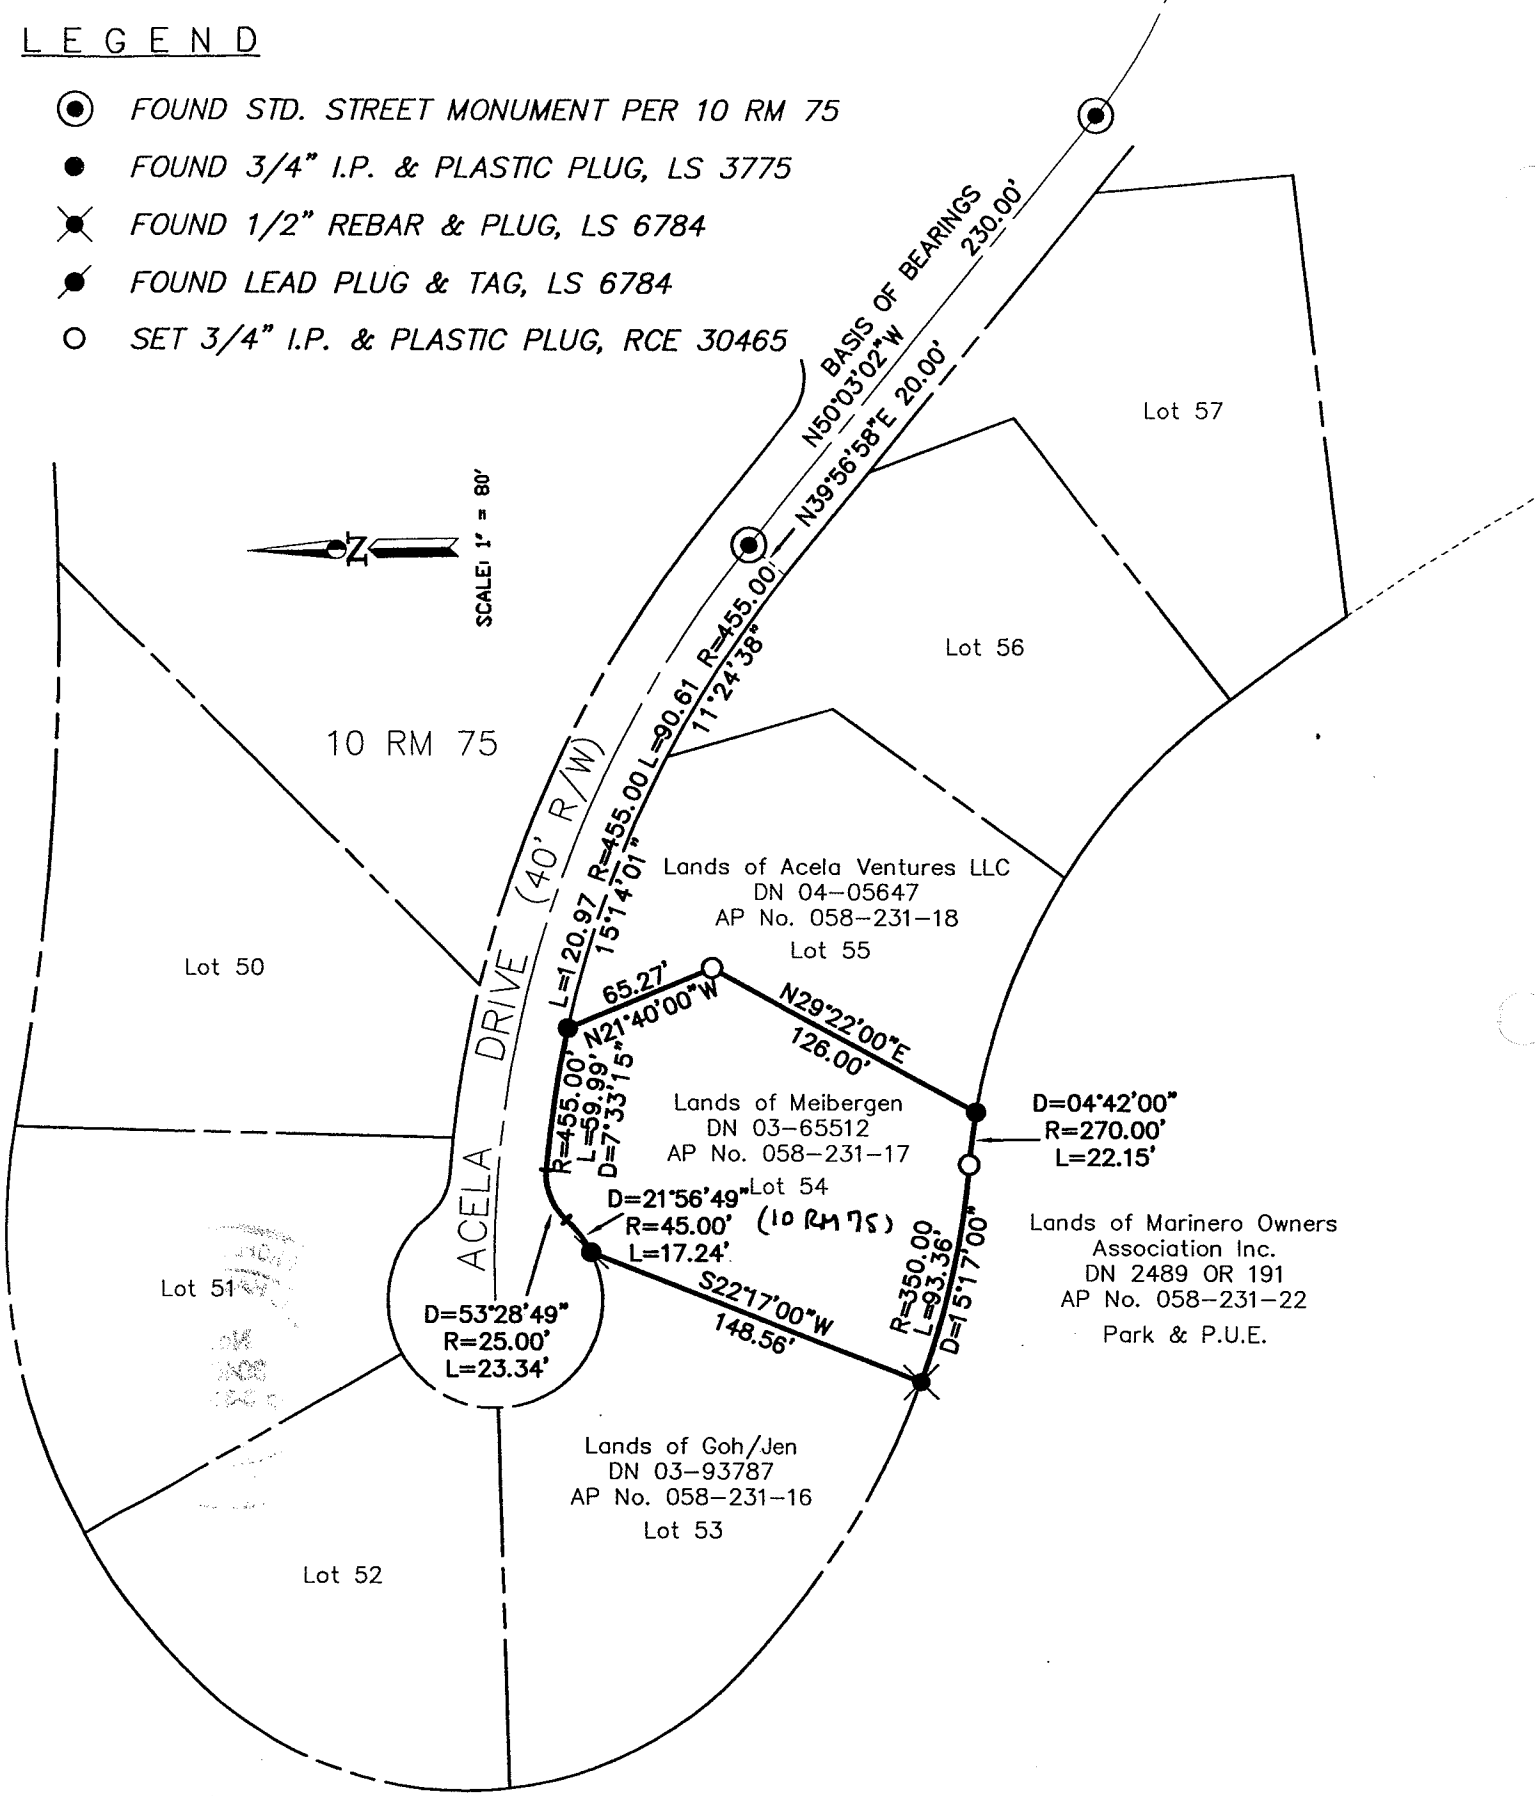 LEGEND
FOUND STD. STREET MONUMENT PER 10 RM 75
FOUND 3/4" I.P. & PLASTIC PLUG, LS 3775
FOUND 1/2" REBAR & PLUG, LS 6784
FOUND LEAD PLUG & TAG, LS 6784
SET 3/4" I.P. & PLASTIC PLUG, RCE 30465
BASIS OF BEARINGS
230.00'
N50°03'02"W
N39°56'58"E 20.00'
Lot 57
N
SCALE: 1" = 80'
Lot 56
L=90.61 R=455.00'
11°24'38"
10 RM 75
L=120.97 R=455.00
15°14'01"
ACELA DRIVE (40' R/W)
Lands of Acela Ventures LLC
DN 04-05647
AP No. 058-231-18
Lot 55
Lot 50
65.27'
N21°40'00"W
N29°22'00"E
126.00'
R=455.00'
L=59.99'
D=7°33'15"
Lands of Meibergen
DN 03-65512
AP No. 058-231-17
Lot 54
(10 RM 75)
D=04°42'00"
R=270.00'
L=22.15'
D=21°56'49"
R=45.00'
L=17.24'
R=350.00
L=93.36'
D=15°17'00"
Lands of Marinero Owners
Association Inc.
DN 2489 OR 191
AP No. 058-231-22
Park & P.U.E.
Lot 51
S22°17'00"W
148.56'
D=53°28'49"
R=25.00'
L=23.34'
Lands of Goh/Jen
DN 03-93787
AP No. 058-231-16
Lot 53
Lot 52